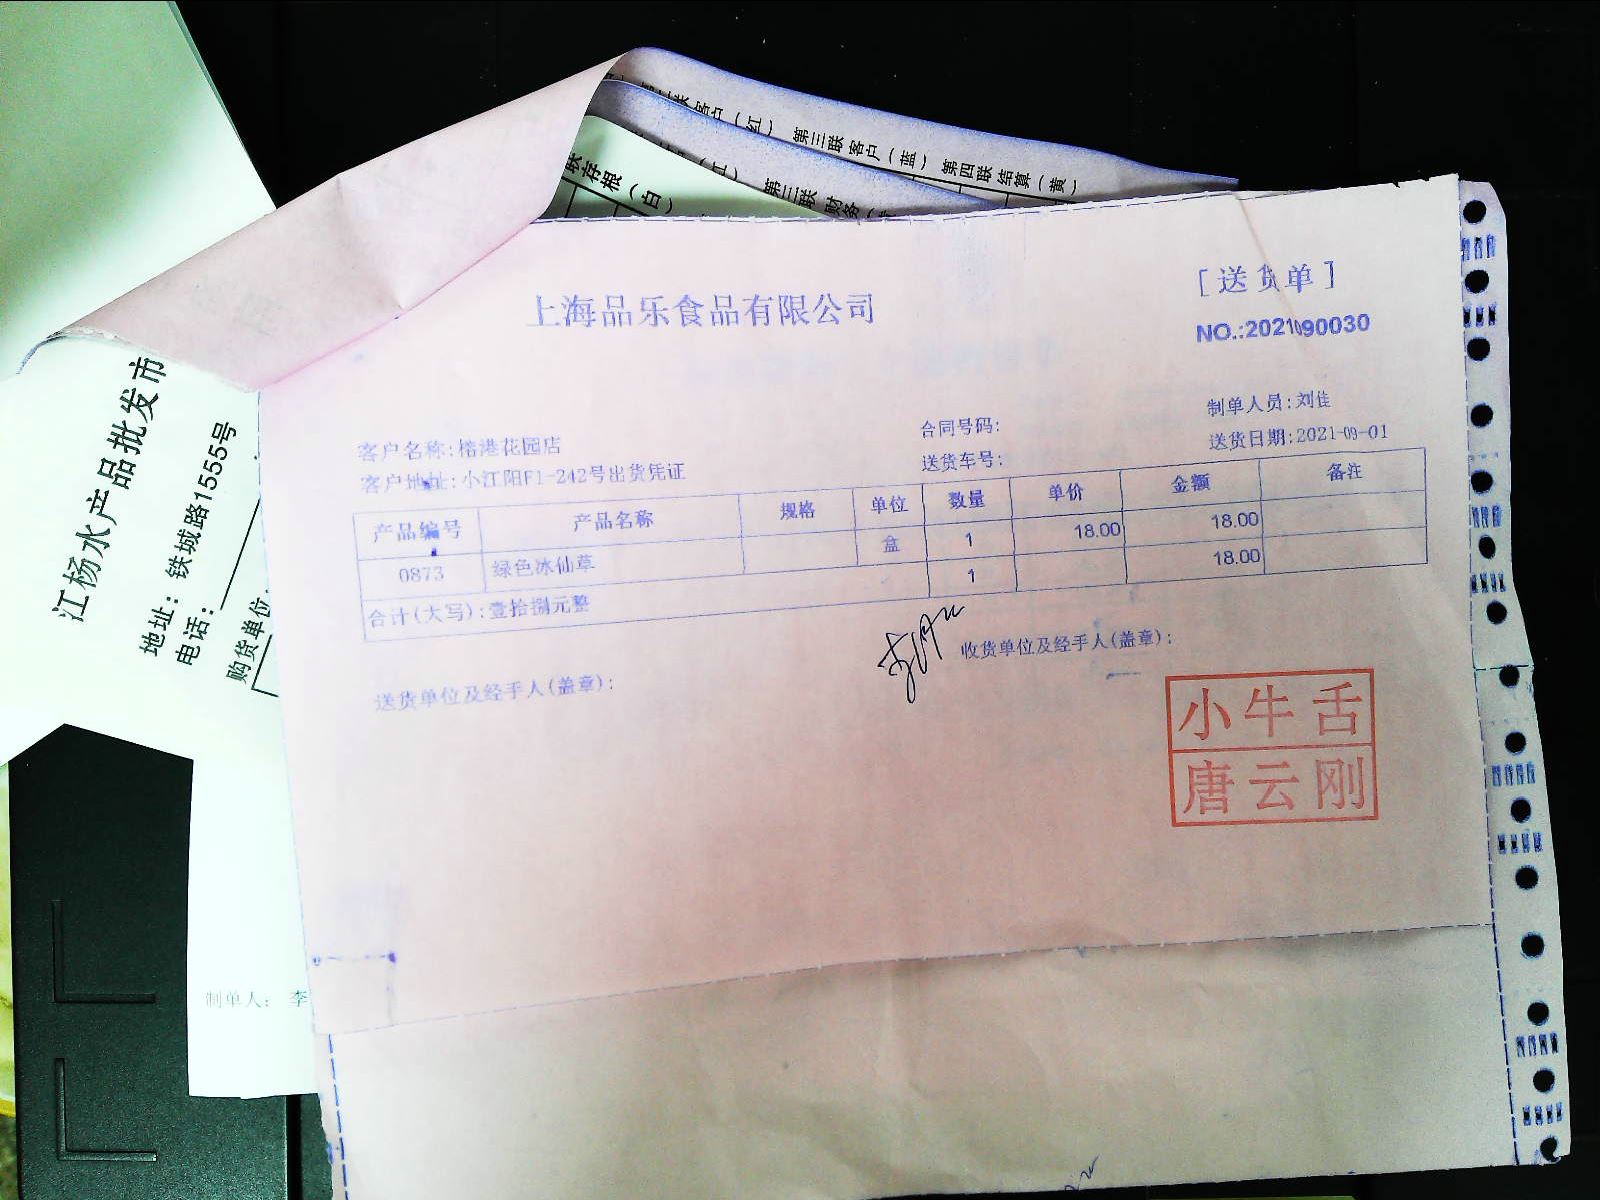 第三联客户（蓝） 第四联结算（黄）
存根（白）
第三联 财务
上海品乐食品有限公司
[送货单]
NO.:2021090030
制单人员:刘佳
合同号码:
送货日期:2021-09-01
客户名称:榕港花园店
送货车号:
客户地址:小江阳F1-242号出货凭证
产品编号 产品名称 规格 单位 数量 单价 金额 备注
0873 绿色冰仙草 盒 1 18.00 18.00
合计(大写):壹拾捌元整 1 18.00
送货单位及经手人(盖章):
收货单位及经手人(盖章):
小牛舌
唐云刚
江杨水产品批发市
地址：铁城路1555号
电话：
购货单位
制单人： 李